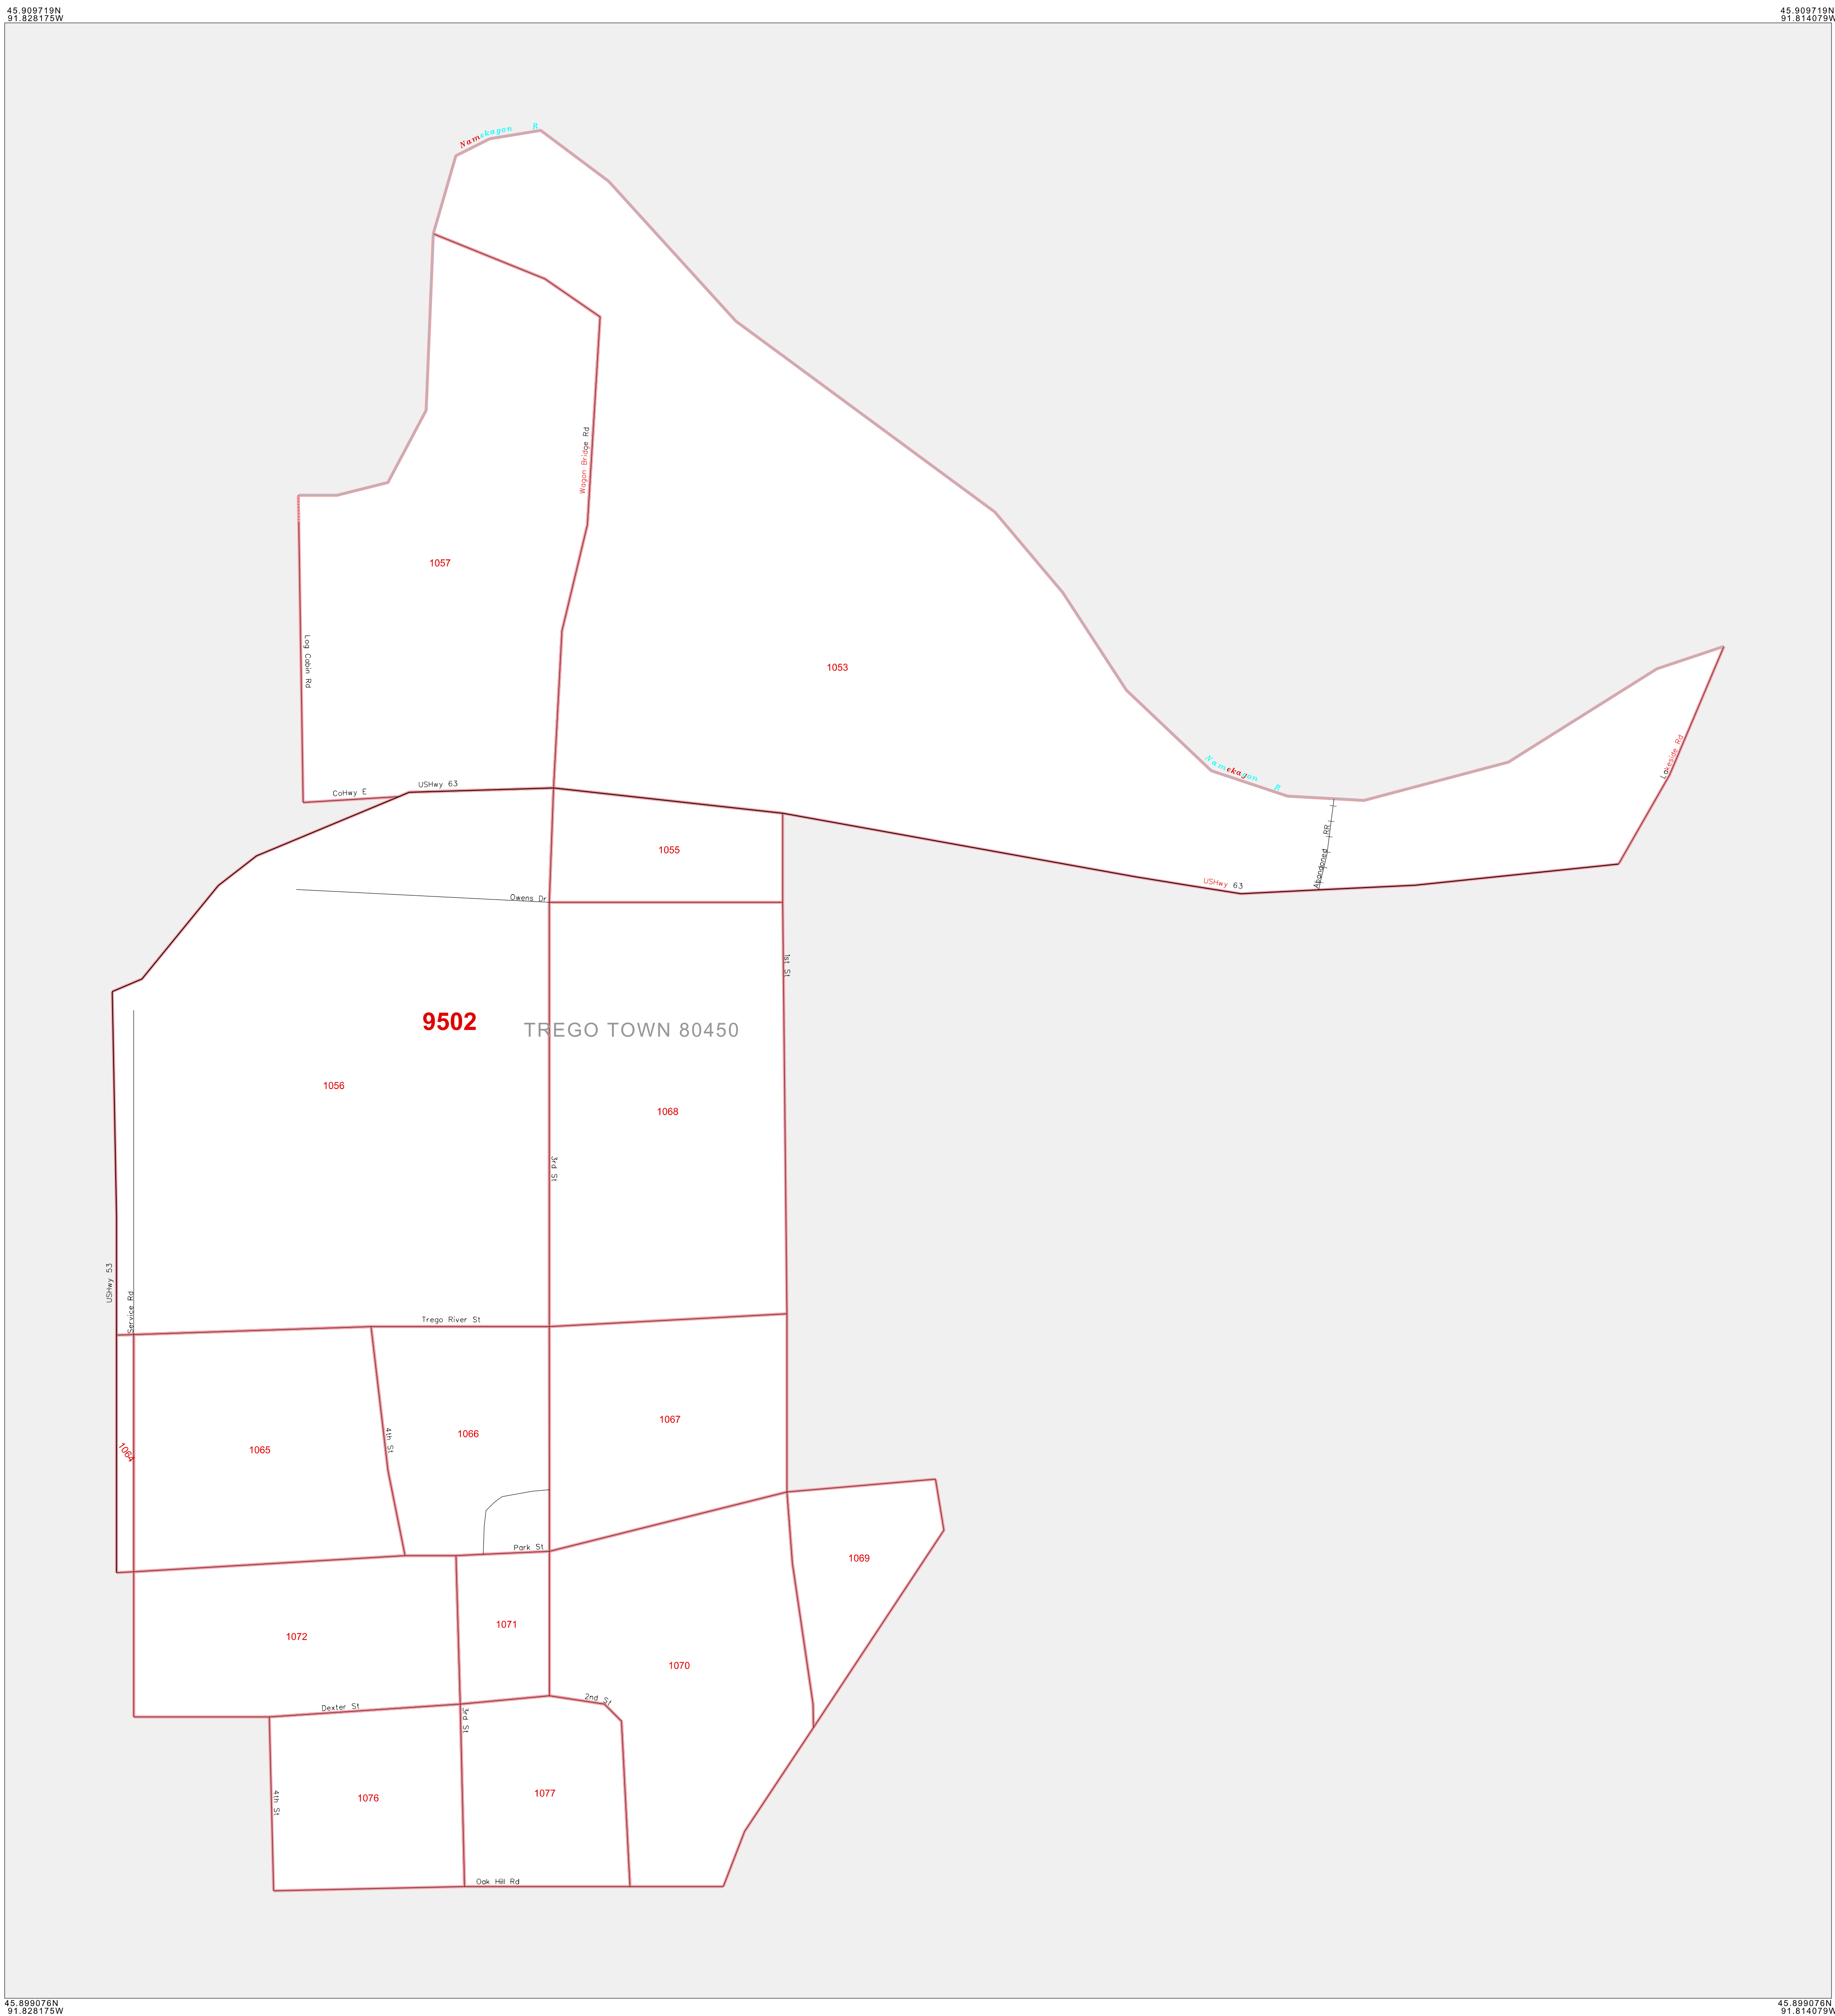 45.909719N
91.828175W
45.909719N
91.814079W
Namekagon R
Wagon Bridge Rd
1057
Log Cabin Rd
1053
Lakeside Rd
Namekagon R
CoHwy E
USHwy 63
Abandoned RR
1055
USHwy 63
Owens Dr
1st St
9502
TREGO TOWN 80450
1056
1068
3rd St
USHwy 53
Service Rd
Trego River St
1067
1066
4th St
1065
1064
Park St
1069
1071
1072
1070
2nd St
Dexter St
3rd St
1077
1076
4th St
Oak Hill Rd
45.899076N
91.828175W
45.899076N
91.814079W